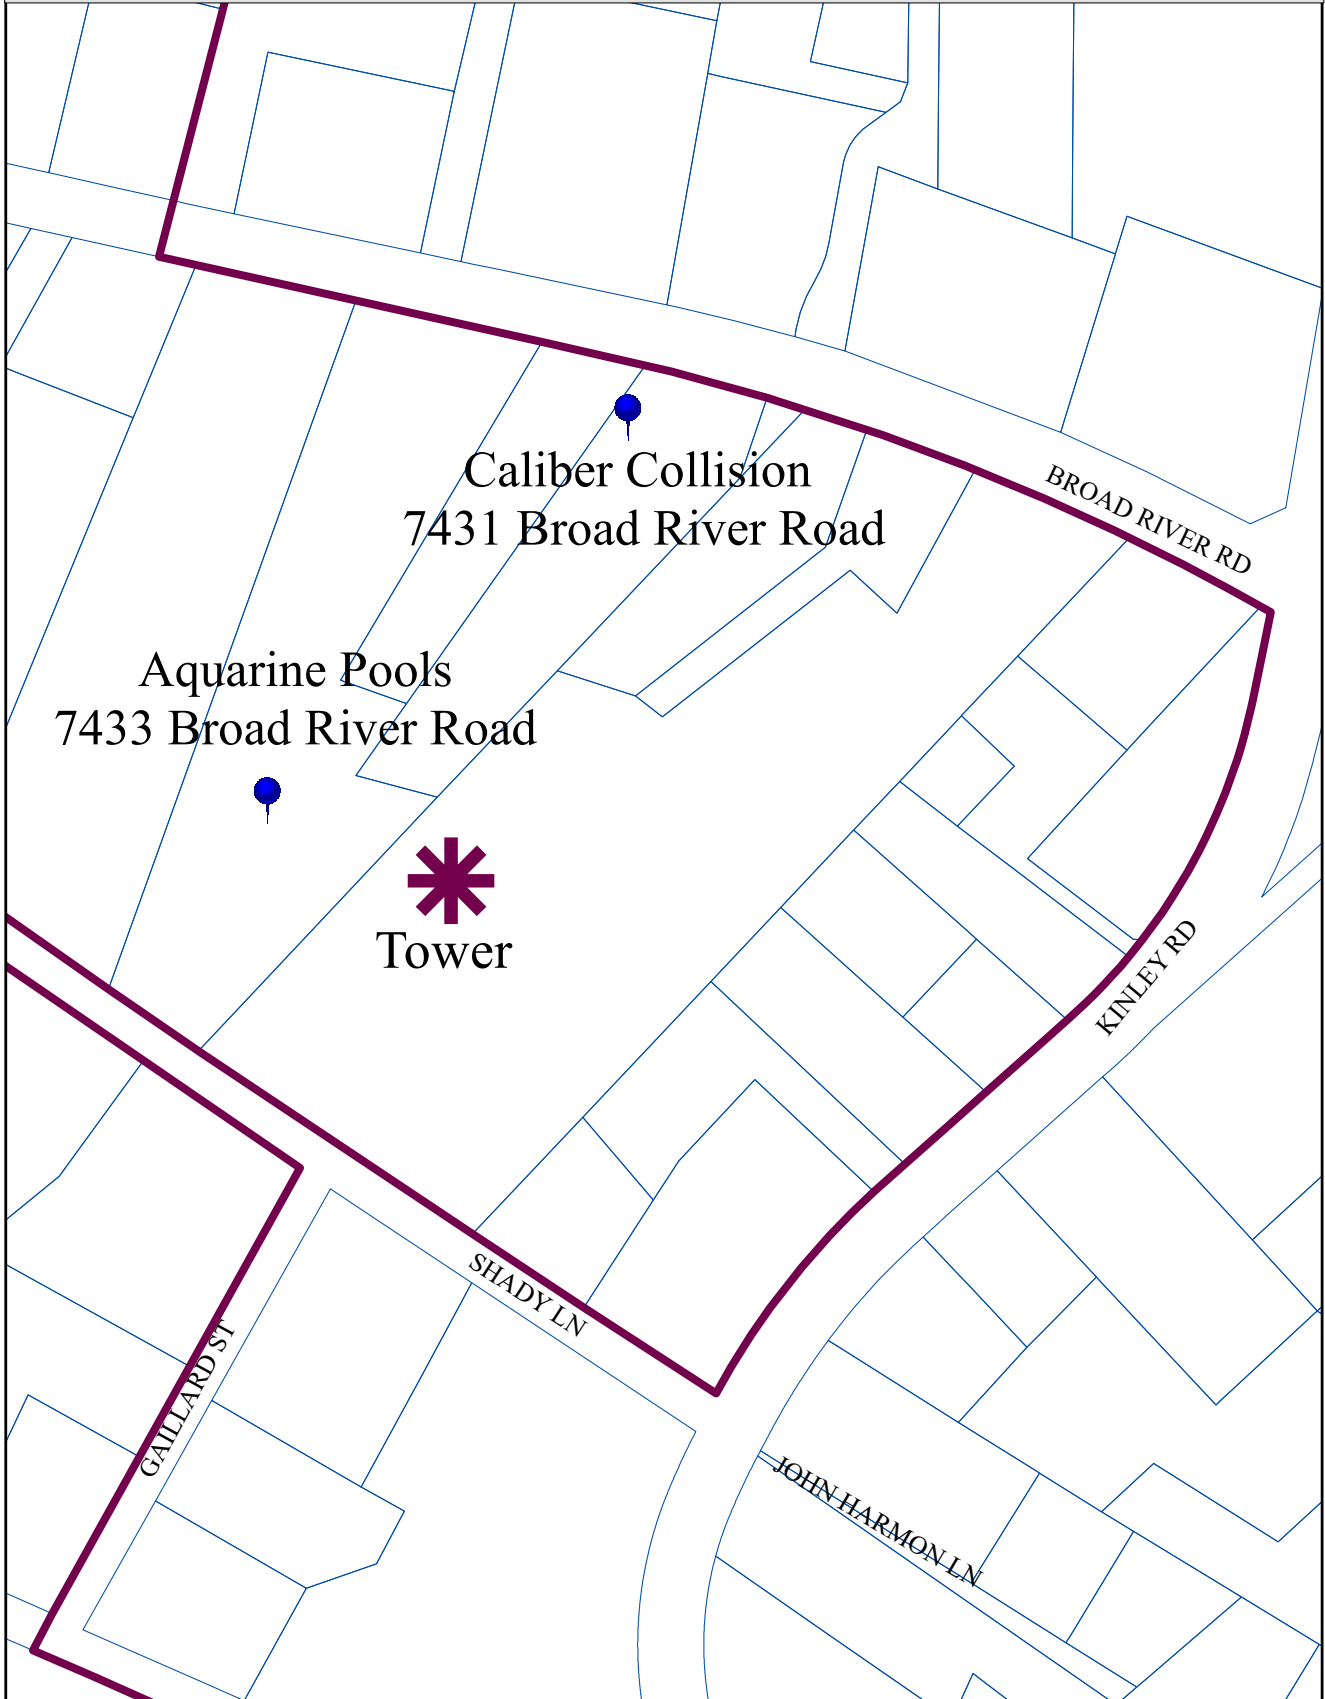 Caliber Collision
7431 Broad River Road
BROAD RIVER RD
Aquarine Pools
7433 Broad River Road
Tower
KINLEY RD
SHADY LN
GAILLARD ST
JOHN HARMON LN